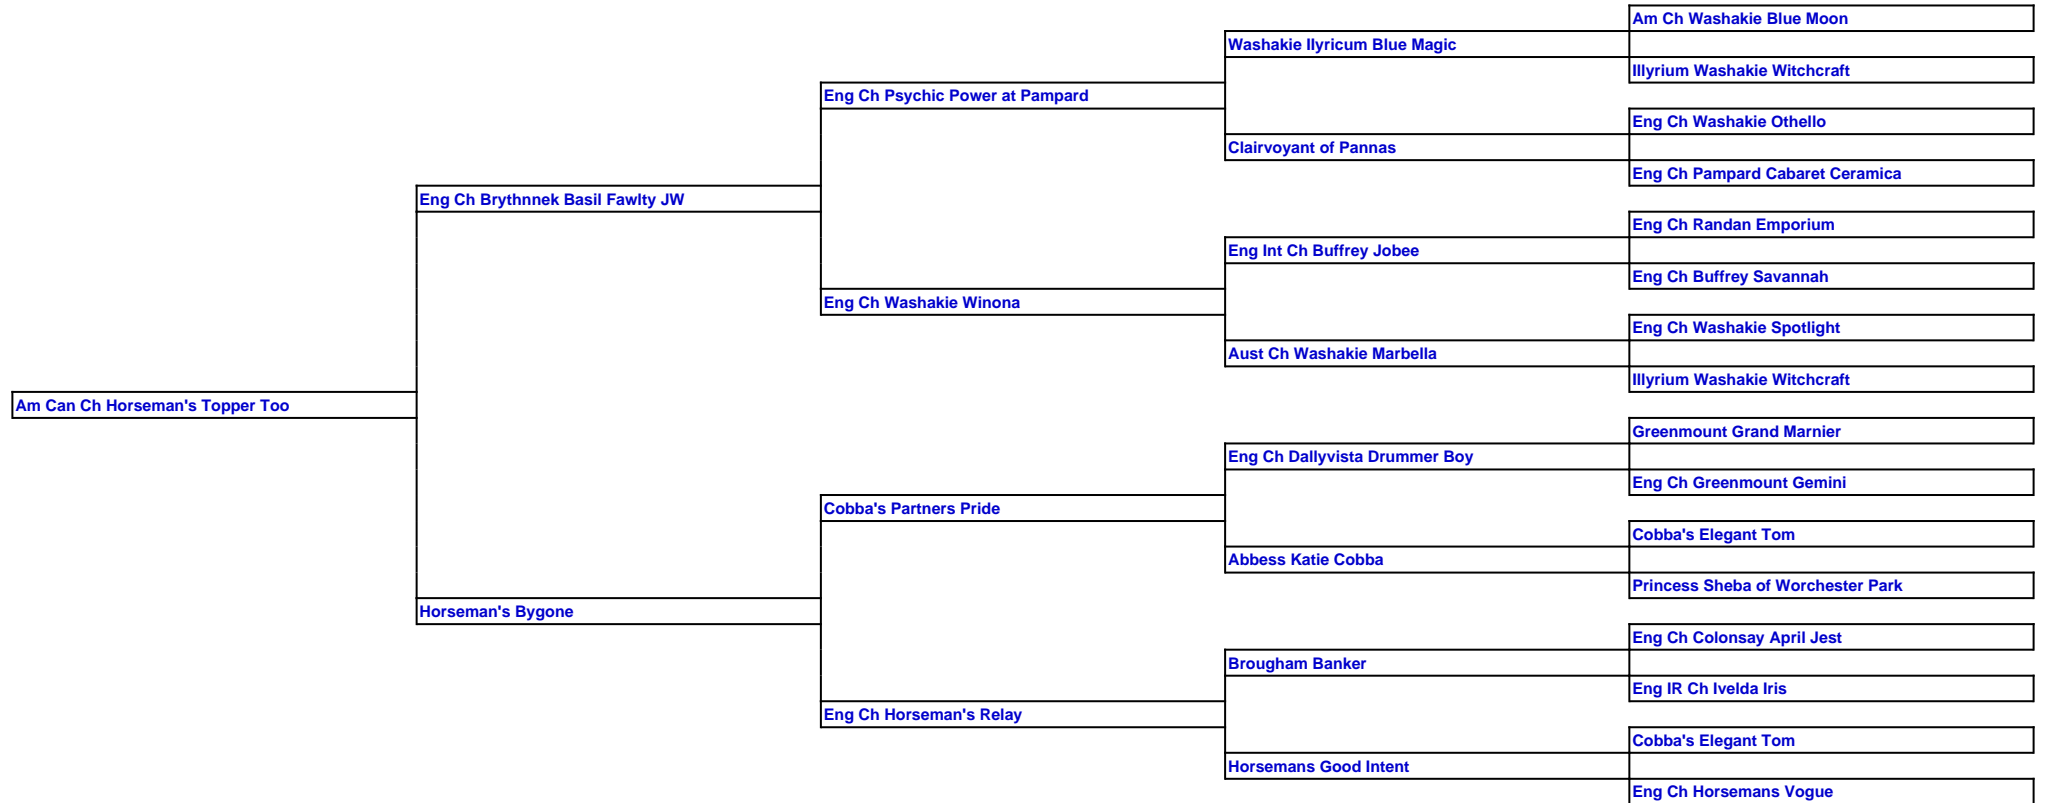 Am Ch Washakie Blue Moon
Washakie Ilyricum Blue Magic
Illyrium Washakie Witchcraft
Eng Ch Psychic Power at Pampard
Eng Ch Washakie Othello
Clairvoyant of Pannas
Eng Ch Pampard Cabaret Ceramica
Eng Ch Brythnnek Basil Fawlty JW
Eng Ch Randan Emporium
Eng Int Ch Buffrey Jobee
Eng Ch Buffrey Savannah
Eng Ch Washakie Winona
Eng Ch Washakie Spotlight
Aust Ch Washakie Marbella
Illyrium Washakie Witchcraft
Am Can Ch Horseman's Topper Too
Greenmount Grand Marnier
Eng Ch Dallyvista Drummer Boy
Eng Ch Greenmount Gemini
Cobba's Partners Pride
Cobba's Elegant Tom
Abbess Katie Cobba
Princess Sheba of Worchester Park
Horseman's Bygone
Eng Ch Colonsay April Jest
Brougham Banker
Eng IR Ch Ivelda Iris
Eng Ch Horseman's Relay
Cobba's Elegant Tom
Horsemans Good Intent
Eng Ch Horsemans Vogue